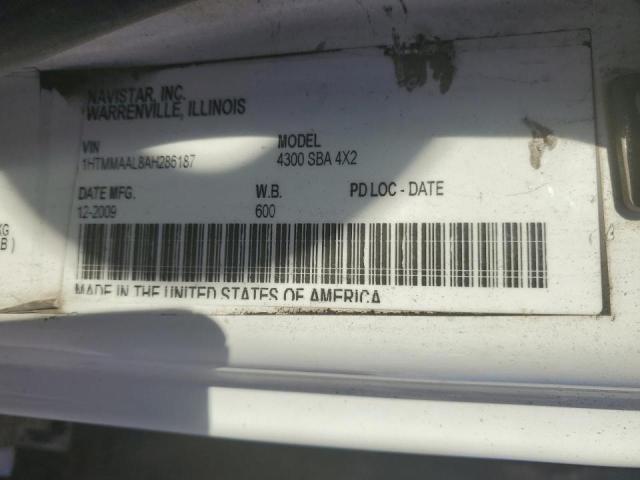 NAVISTAR, INC.
WARRENVILLE, ILLINOIS
VIN MODEL
1HTMMAAL8AH286187 4300 SBA 4X2
DATE MFG. W.B. PD LOC - DATE
12-2009 600
KG
B )
MADE IN THE UNITED STATES OF AMERICA